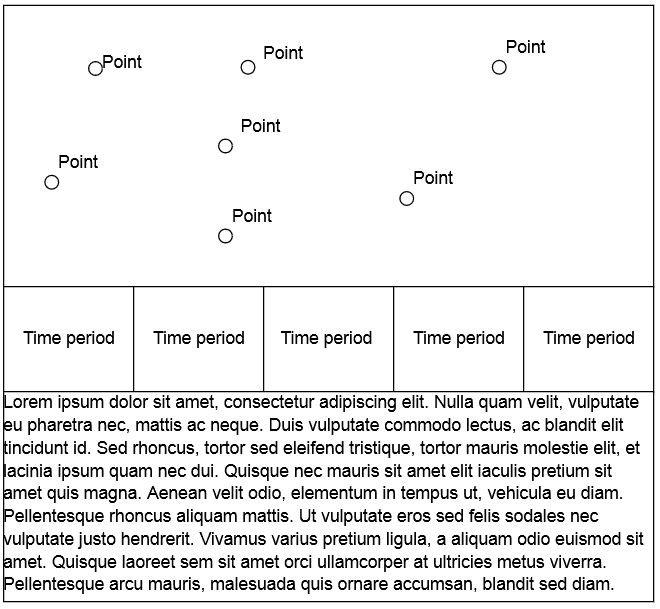 Point
Point
Point
Point
Point
Point
Point
Time period
Time period
Time period
Time period
Time period
Lorem ipsum dolor sit amet, consectetur adipiscing elit. Nulla quam velit, vulputate
eu pharetra nec, mattis ac neque. Duis vulputate commodo lectus, ac blandit elit
tincidunt id. Sed rhoncus, tortor sed eleifend tristique, tortor mauris molestie elit, et
lacinia ipsum quam nec dui. Quisque nec mauris sit amet elit iaculis pretium sit
amet quis magna. Aenean velit odio, elementum in tempus ut, vehicula eu diam.
Pellentesque rhoncus aliquam mattis. Ut vulputate eros sed felis sodales nec
vulputate justo hendrerit. Vivamus varius pretium ligula, a aliquam odio euismod sit
amet. Quisque laoreet sem sit amet orci ullamcorper at ultricies metus viverra.
Pellentesque arcu mauris, malesuada quis ornare accumsan, blandit sed diam.